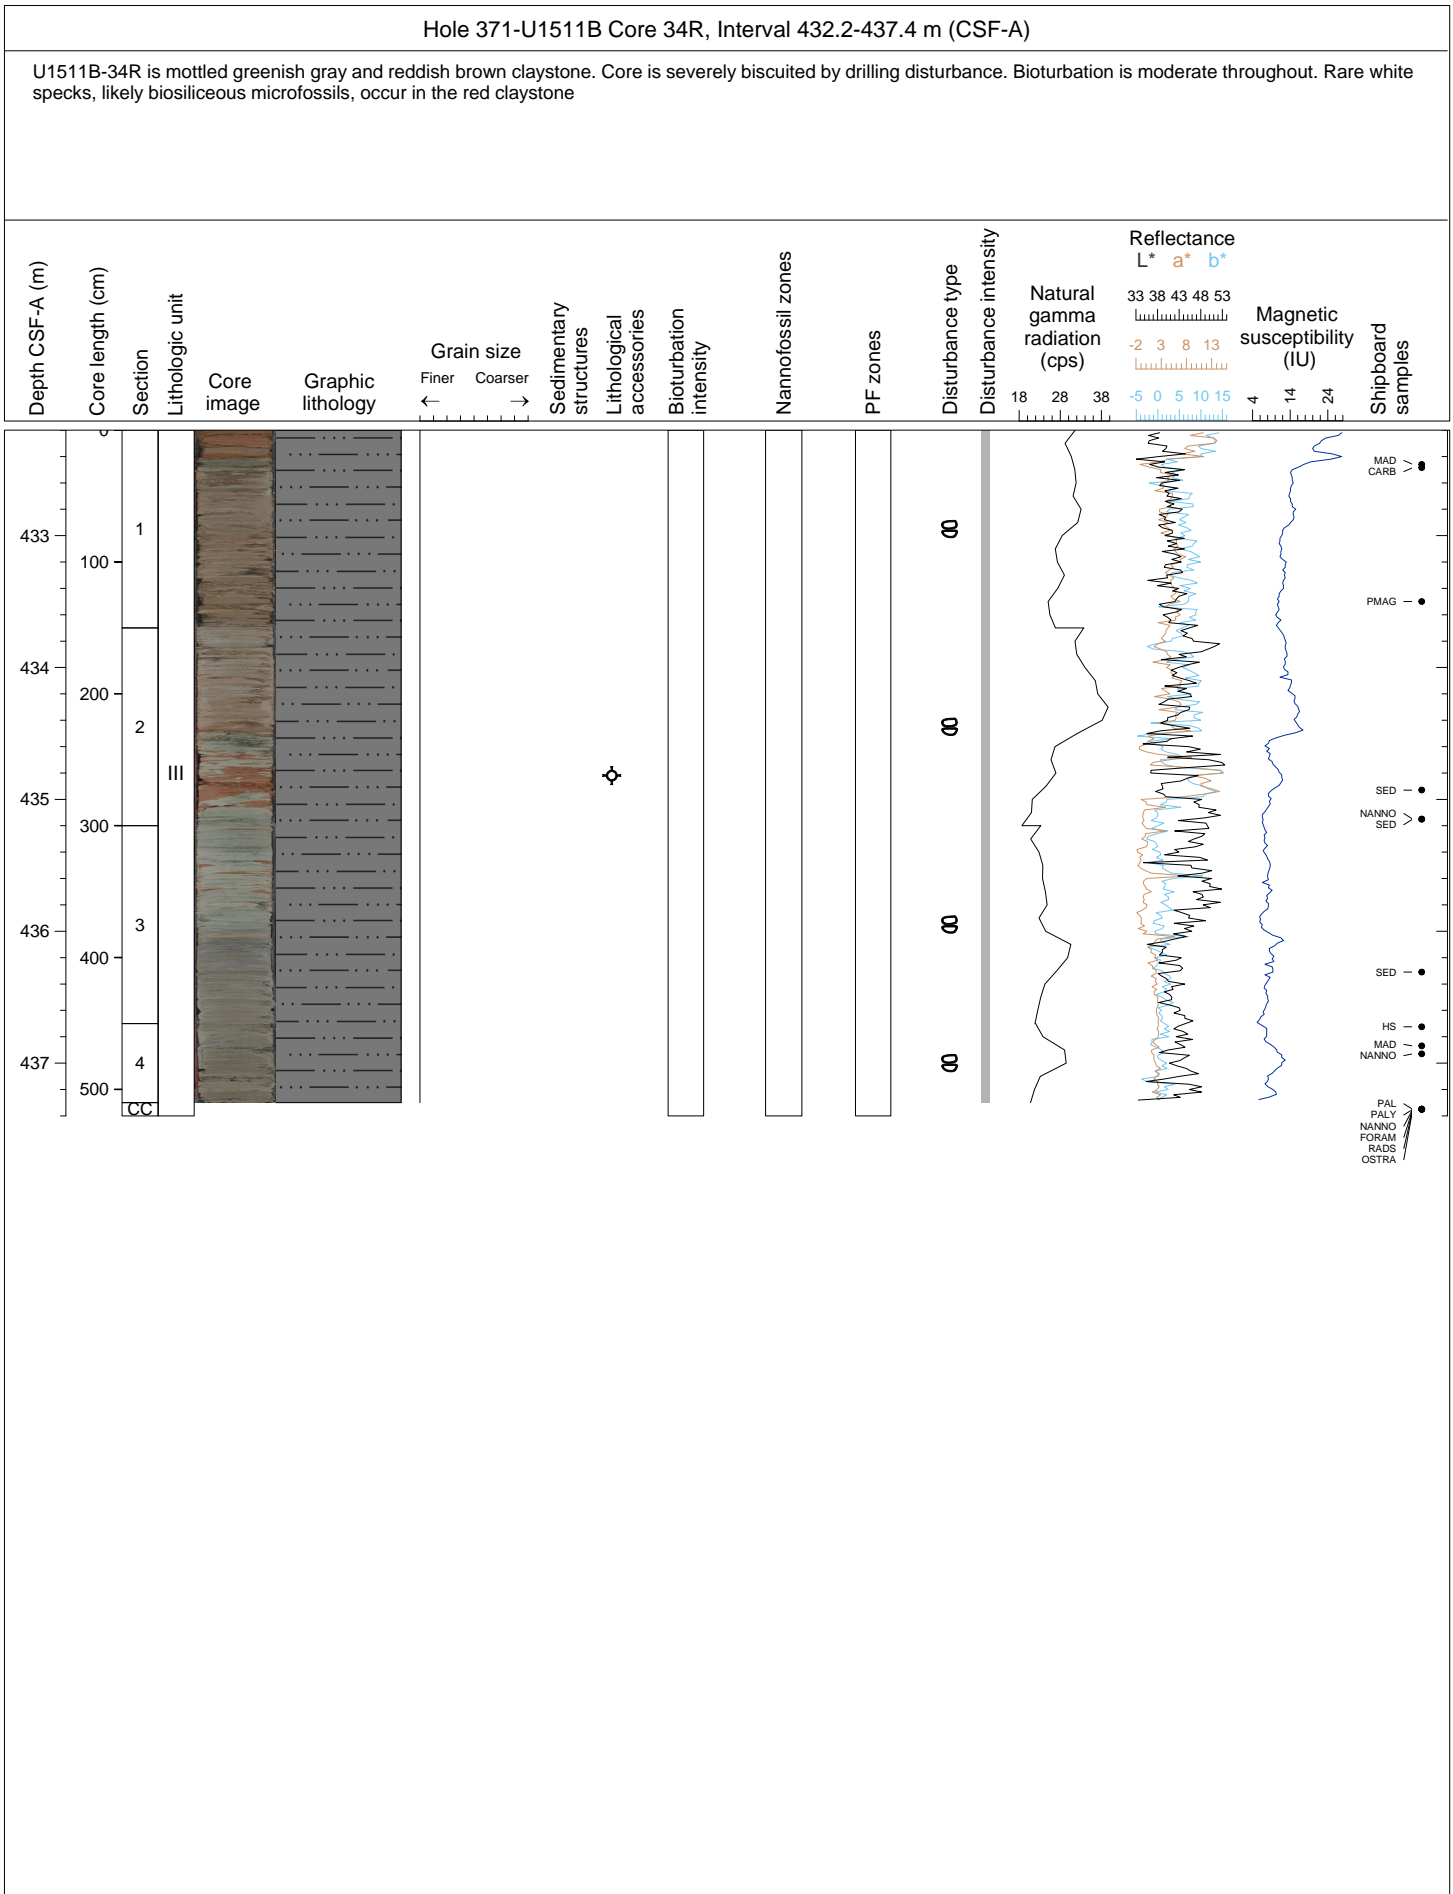 Hole 371-U1511B Core 34R, Interval 432.2-437.4 m (CSF-A)
U1511B-34R is mottled greenish gray and reddish brown claystone. Core is severely biscuited by drilling disturbance. Bioturbation is moderate throughout. Rare white
specks, likely biosiliceous microfossils, occur in the red claystone
Depth CSF-A (m)
Core length (cm)
Section
Lithologic unit
Core
image
Graphic
lithology
Grain size
Finer Coarser
← →
Sedimentary
structures
Lithological
accessories
Bioturbation
intensity
Nannofossil zones
PF zones
Disturbance type
Disturbance intensity
Natural
gamma
radiation
(cps)
18 28 38
Reflectance
L* a* b*
33 38 43 48 53
-2 3 8 13
-5 0 5 10 15
Magnetic
susceptibility
(IU)
4 14 24
Shipboard
samples
433
434
435
436
437
0
100
200
300
400
500
1
2
3
4
CC
III
MAD
CARB
PMAG
SED
NANNO
SED
SED
HS
MAD
NANNO
PAL
PALY
NANNO
FORAM
RADS
OSTRA